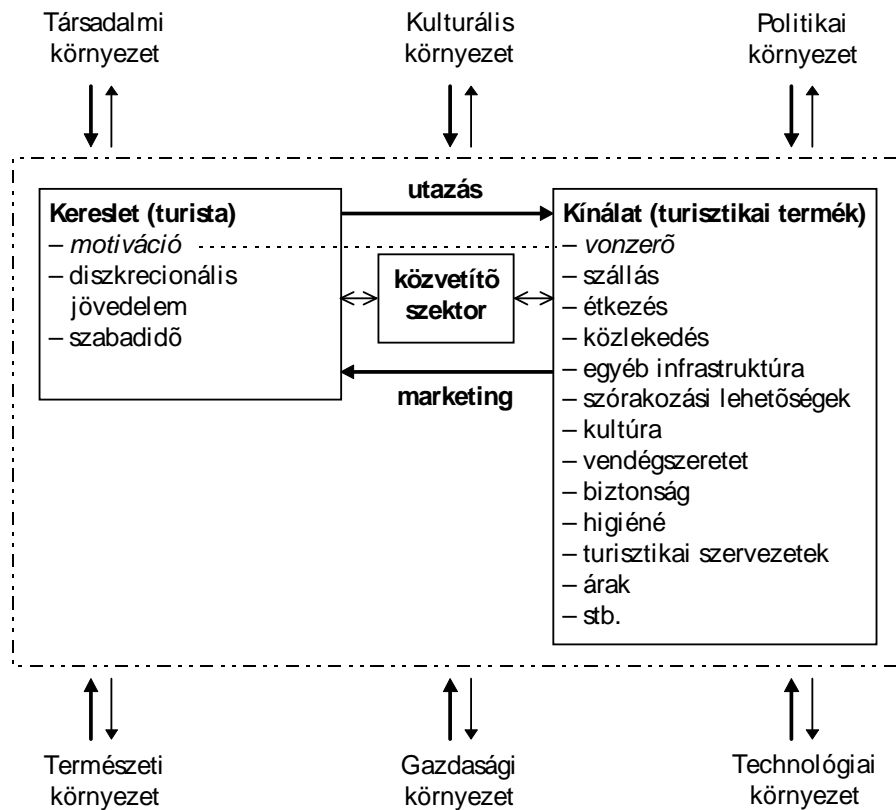 Társadalmi
környezet
Kulturális
környezet
Politikai
környezet
utazás
Kereslet (turista)
– motiváció
– diszkrecionális
jövedelem
– szabadidõ
közvetítõ
szektor
marketing
Kínálat (turisztikai termék)
– vonzerõ
– szállás
– étkezés
– közlekedés
– egyéb infrastruktúra
– szórakozási lehetõségek
– kultúra
– vendégszeretet
– biztonság
– higiéné
– turisztikai szervezetek
– árak
– stb.
Természeti
környezet
Gazdasági
környezet
Technológiai
környezet